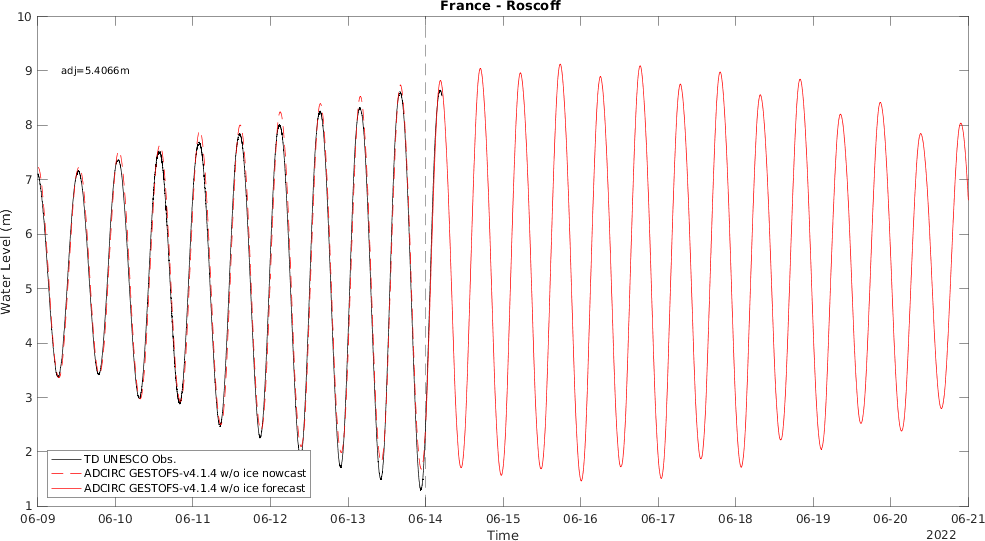 France - Roscoff
adj=5.4066m
10
9
8
7
6
5
4
3
2
1
Water Level (m)
TD UNESCO Obs.
ADCIRC GESTOFS-v4.1.4 w/o ice nowcast
ADCIRC GESTOFS-v4.1.4 w/o ice forecast
06-09 06-10 06-11 06-12 06-13 06-14 06-15 06-16 06-17 06-18 06-19 06-20 06-21
Time
2022